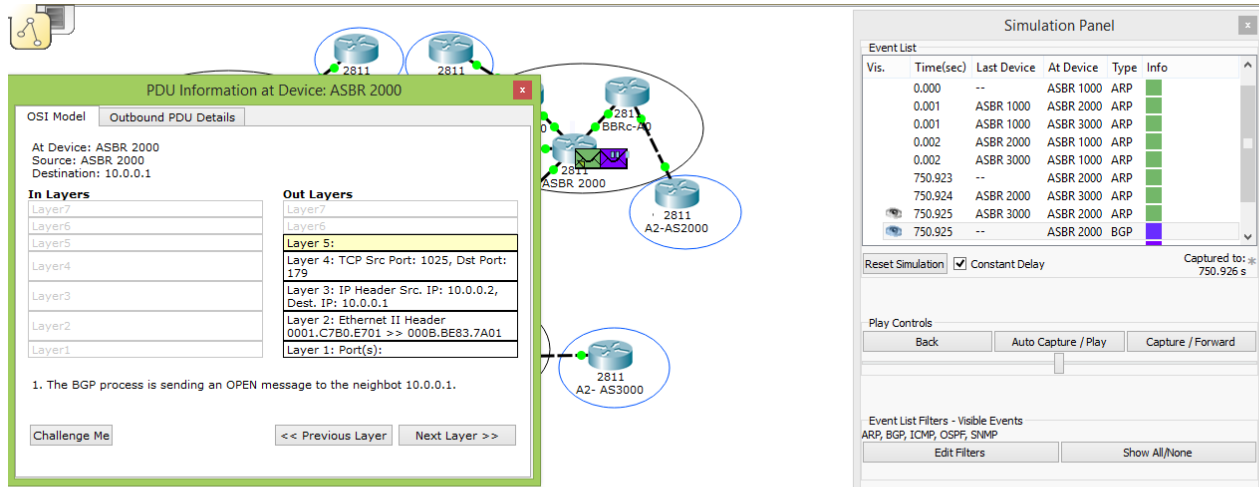 2811
2811
PDU Information at Device: ASBR 2000
x
OSI Model
Outbound PDU Details
At Device: ASBR 2000
Source: ASBR 2000
Destination: 10.0.0.1
In Layers
Layer7
Layer6
Layer5
Layer4
Layer3
Layer2
Layer1
Out Layers
Layer7
Layer6
Layer 5:
Layer 4: TCP Src Port: 1025, Dst Port:
179
Layer 3: IP Header Src. IP: 10.0.0.2,
Dest. IP: 10.0.0.1
Layer 2: Ethernet II Header
0001.C7B0.E701 >> 000B.BE83.7A01
Layer 1: Port(s):
1. The BGP process is sending an OPEN message to the neighbot 10.0.0.1.
Challenge Me
<< Previous Layer
Next Layer >>
2811
BBRc-A0
2811
ASBR 2000
2811
A2-AS2000
2811
A2- AS3000
Simulation Panel
x
Event List
Vis. Time(sec) Last Device At Device Type Info
0.000 -- ASBR 1000 ARP
0.001 ASBR 1000 ASBR 2000 ARP
0.001 ASBR 1000 ASBR 3000 ARP
0.002 ASBR 2000 ASBR 1000 ARP
0.002 ASBR 3000 ASBR 1000 ARP
750.923 -- ASBR 2000 ARP
750.924 ASBR 2000 ASBR 3000 ARP
750.925 ASBR 3000 ASBR 2000 ARP
750.925 -- ASBR 2000 BGP
Reset Simulation
Constant Delay
Captured to: *
750.926 s
Play Controls
Back
Auto Capture / Play
Capture / Forward
Event List Filters - Visible Events
ARP, BGP, ICMP, OSPF, SNMP
Edit Filters
Show All/None